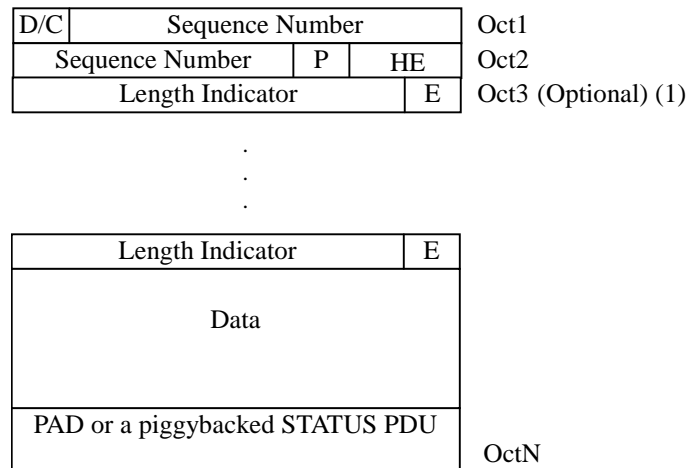 D/C Sequence Number Oct1
Sequence Number P HE Oct2
Length Indicator E Oct3 (Optional) (1)
.
.
.
Length Indicator E
Data
PAD or a piggybacked STATUS PDU
OctN